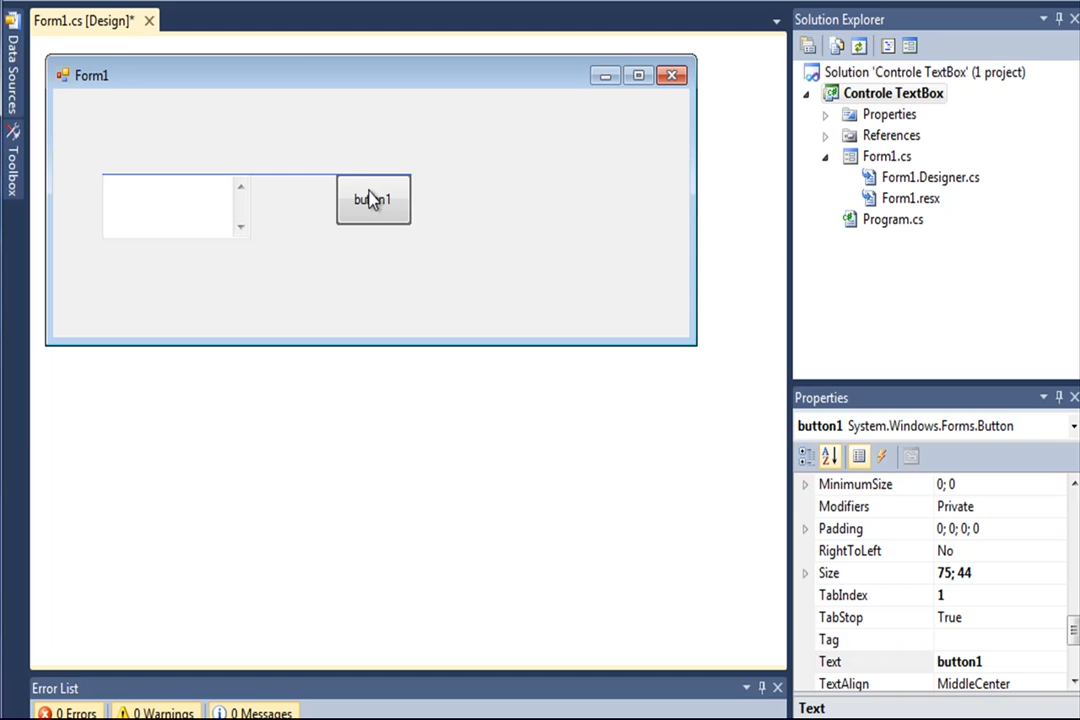 Form1.cs [Design]*
Data Sources
Toolbox
Form1
button1
Solution Explorer
Solution 'Controle TextBox' (1 project)
Controle TextBox
Properties
References
Form1.cs
Form1.Designer.cs
Form1.resx
Program.cs
Properties
button1 System.Windows.Forms.Button
MinimumSize 0; 0
Modifiers Private
Padding 0; 0; 0; 0
RightToLeft No
Size 75; 44
TabIndex 1
TabStop True
Tag
Text button1
TextAlign MiddleCenter
Text
Error List
0 Errors
0 Warnings
0 Messages